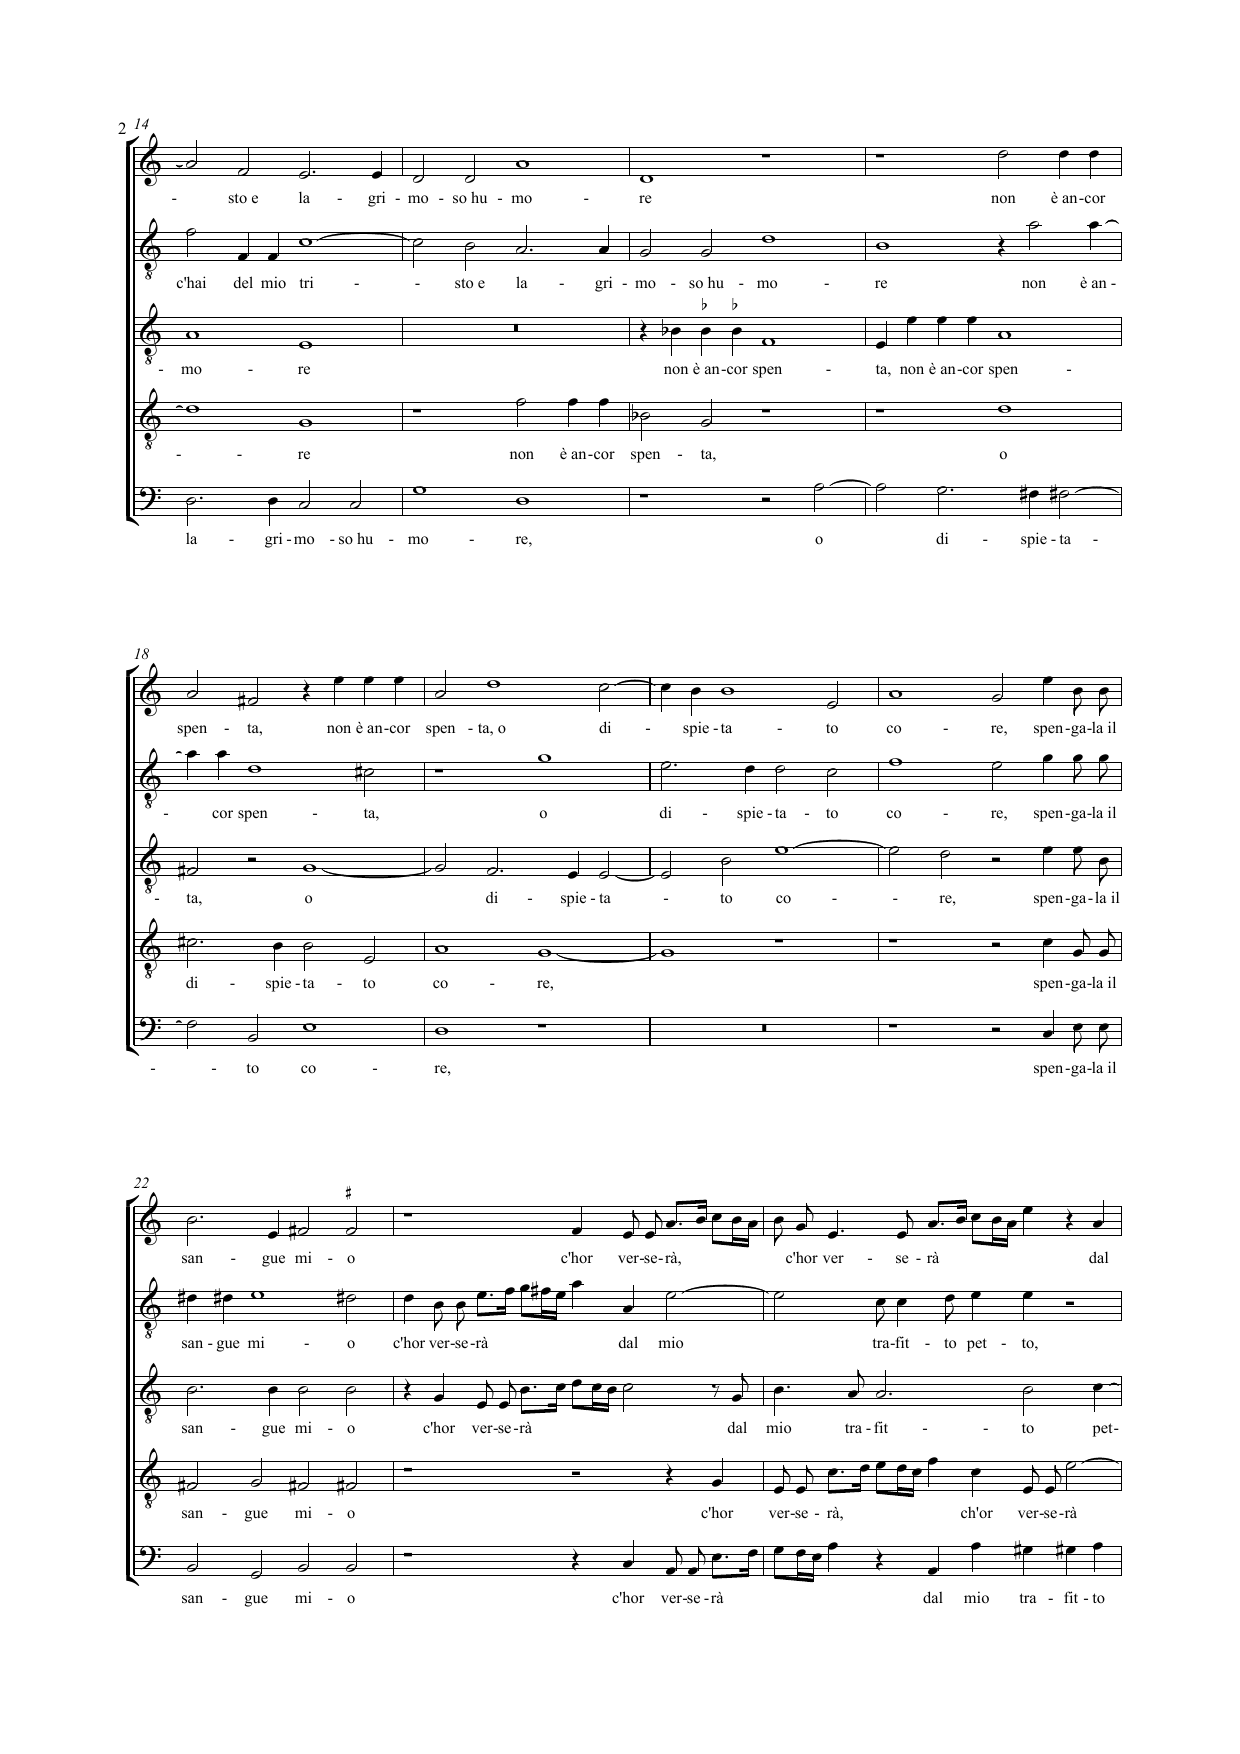 2 14
- sto e la - gri - mo - so hu - mo - re non è an-cor
c'hai del mio tri - - sto e la - gri - mo - so hu - mo - re non è an -
- mo - re non è an-cor spen - ta, non è an-cor spen -
- - re non è an-cor spen - ta, o
la - gri - mo - so hu - mo - re, o di - spie - ta -
18
spen - ta, non è an-cor spen - ta, o di - spie - ta - to co - re, spen-ga-la il
- cor spen - ta, o di - spie - ta - to co - re, spen-ga-la il
- ta, o di - spie - ta - to co - - re, spen-ga-la il
di - spie - ta - to co - re, spen-ga-la il
- - to co - re, spen-ga-la il
22
san - gue mi - o c'hor ver-se-rà, c'hor ver - se - rà dal
san - gue mi - o c'hor ver-se-rà dal mio tra-fit - to pet - to,
san - gue mi - o c'hor ver-se-rà dal mio tra - fit - - to pet-
san - gue mi - o c'hor ver-se - rà, ch'or ver-se-rà
san - gue mi - o c'hor ver-se-rà dal mio tra - fit - to